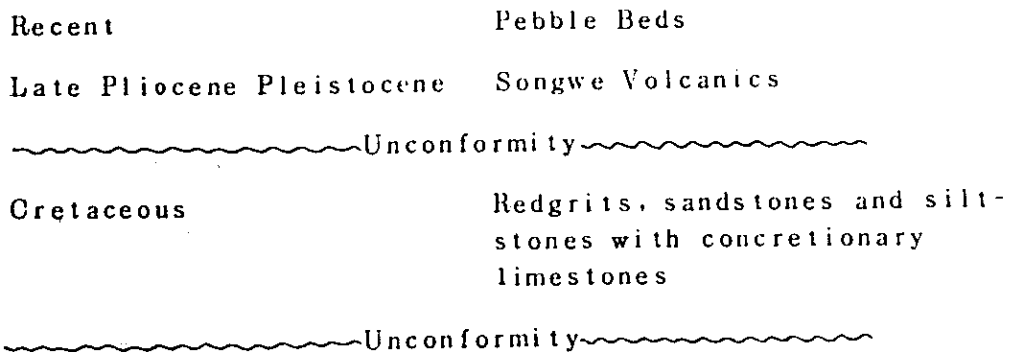 Recent Pebble Beds
Late Pliocene Pleistocene Songwe Volcanics
Unconformity
Cretaceous Redgrits, sandstones and silt-
stones with concretionary
limestones
Unconformity